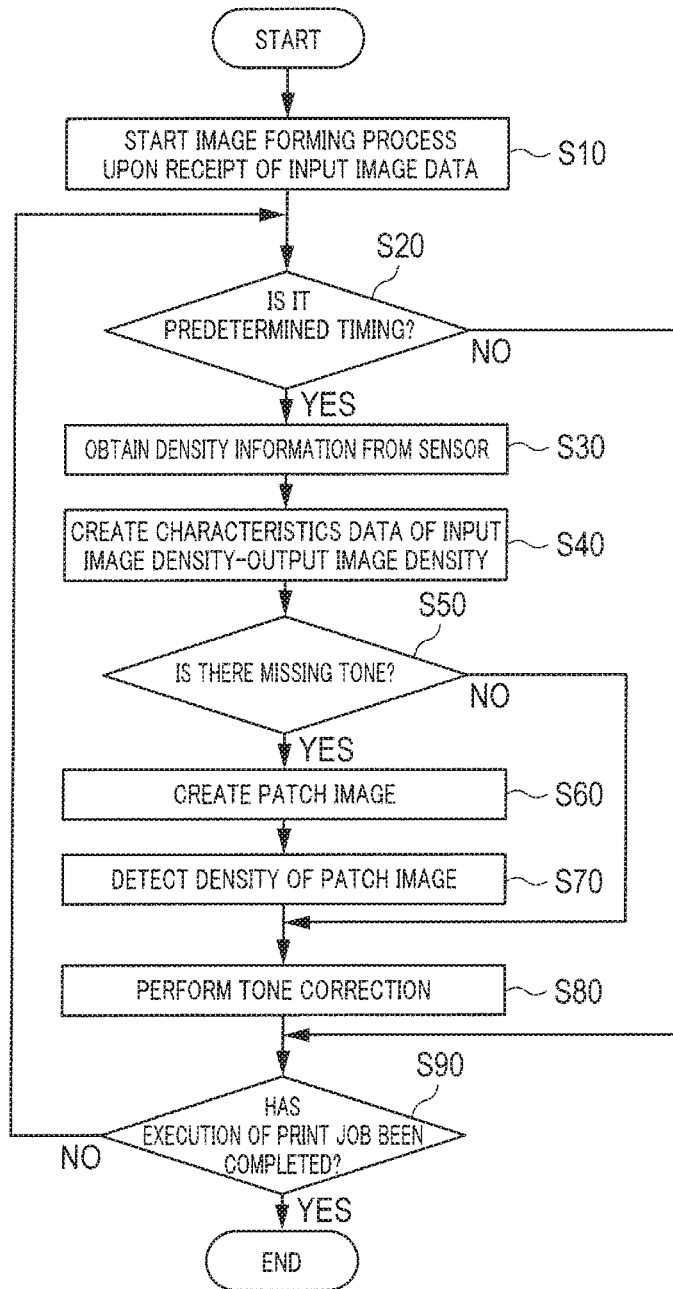 START
START IMAGE FORMING PROCESS
UPON RECEIPT OF INPUT IMAGE DATA
S10
S20
IS IT
PREDETERMINED TIMING?
NO
YES
OBTAIN DENSITY INFORMATION FROM SENSOR
S30
CREATE CHARACTERISTICS DATA OF INPUT
IMAGE DENSITY-OUTPUT IMAGE DENSITY
S40
S50
IS THERE MISSING TONE?
NO
YES
CREATE PATCH IMAGE
S60
DETECT DENSITY OF PATCH IMAGE
S70
PERFORM TONE CORRECTION
S80
S90
HAS
EXECUTION OF PRINT JOB BEEN
COMPLETED?
NO
YES
END